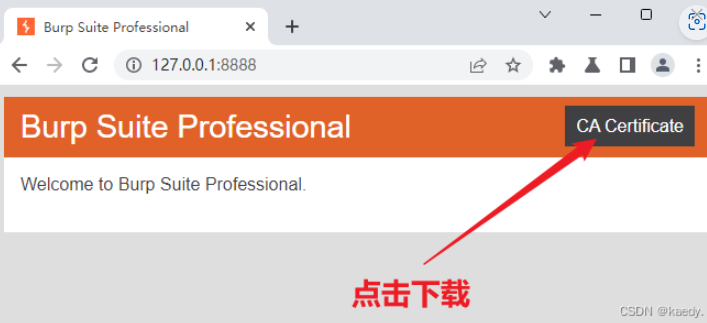 Burp Suite Professional
127.0.0.1:8888
Burp Suite Professional
CA Certificate
Welcome to Burp Suite Professional.
点击下载
CSDN @kaedy.